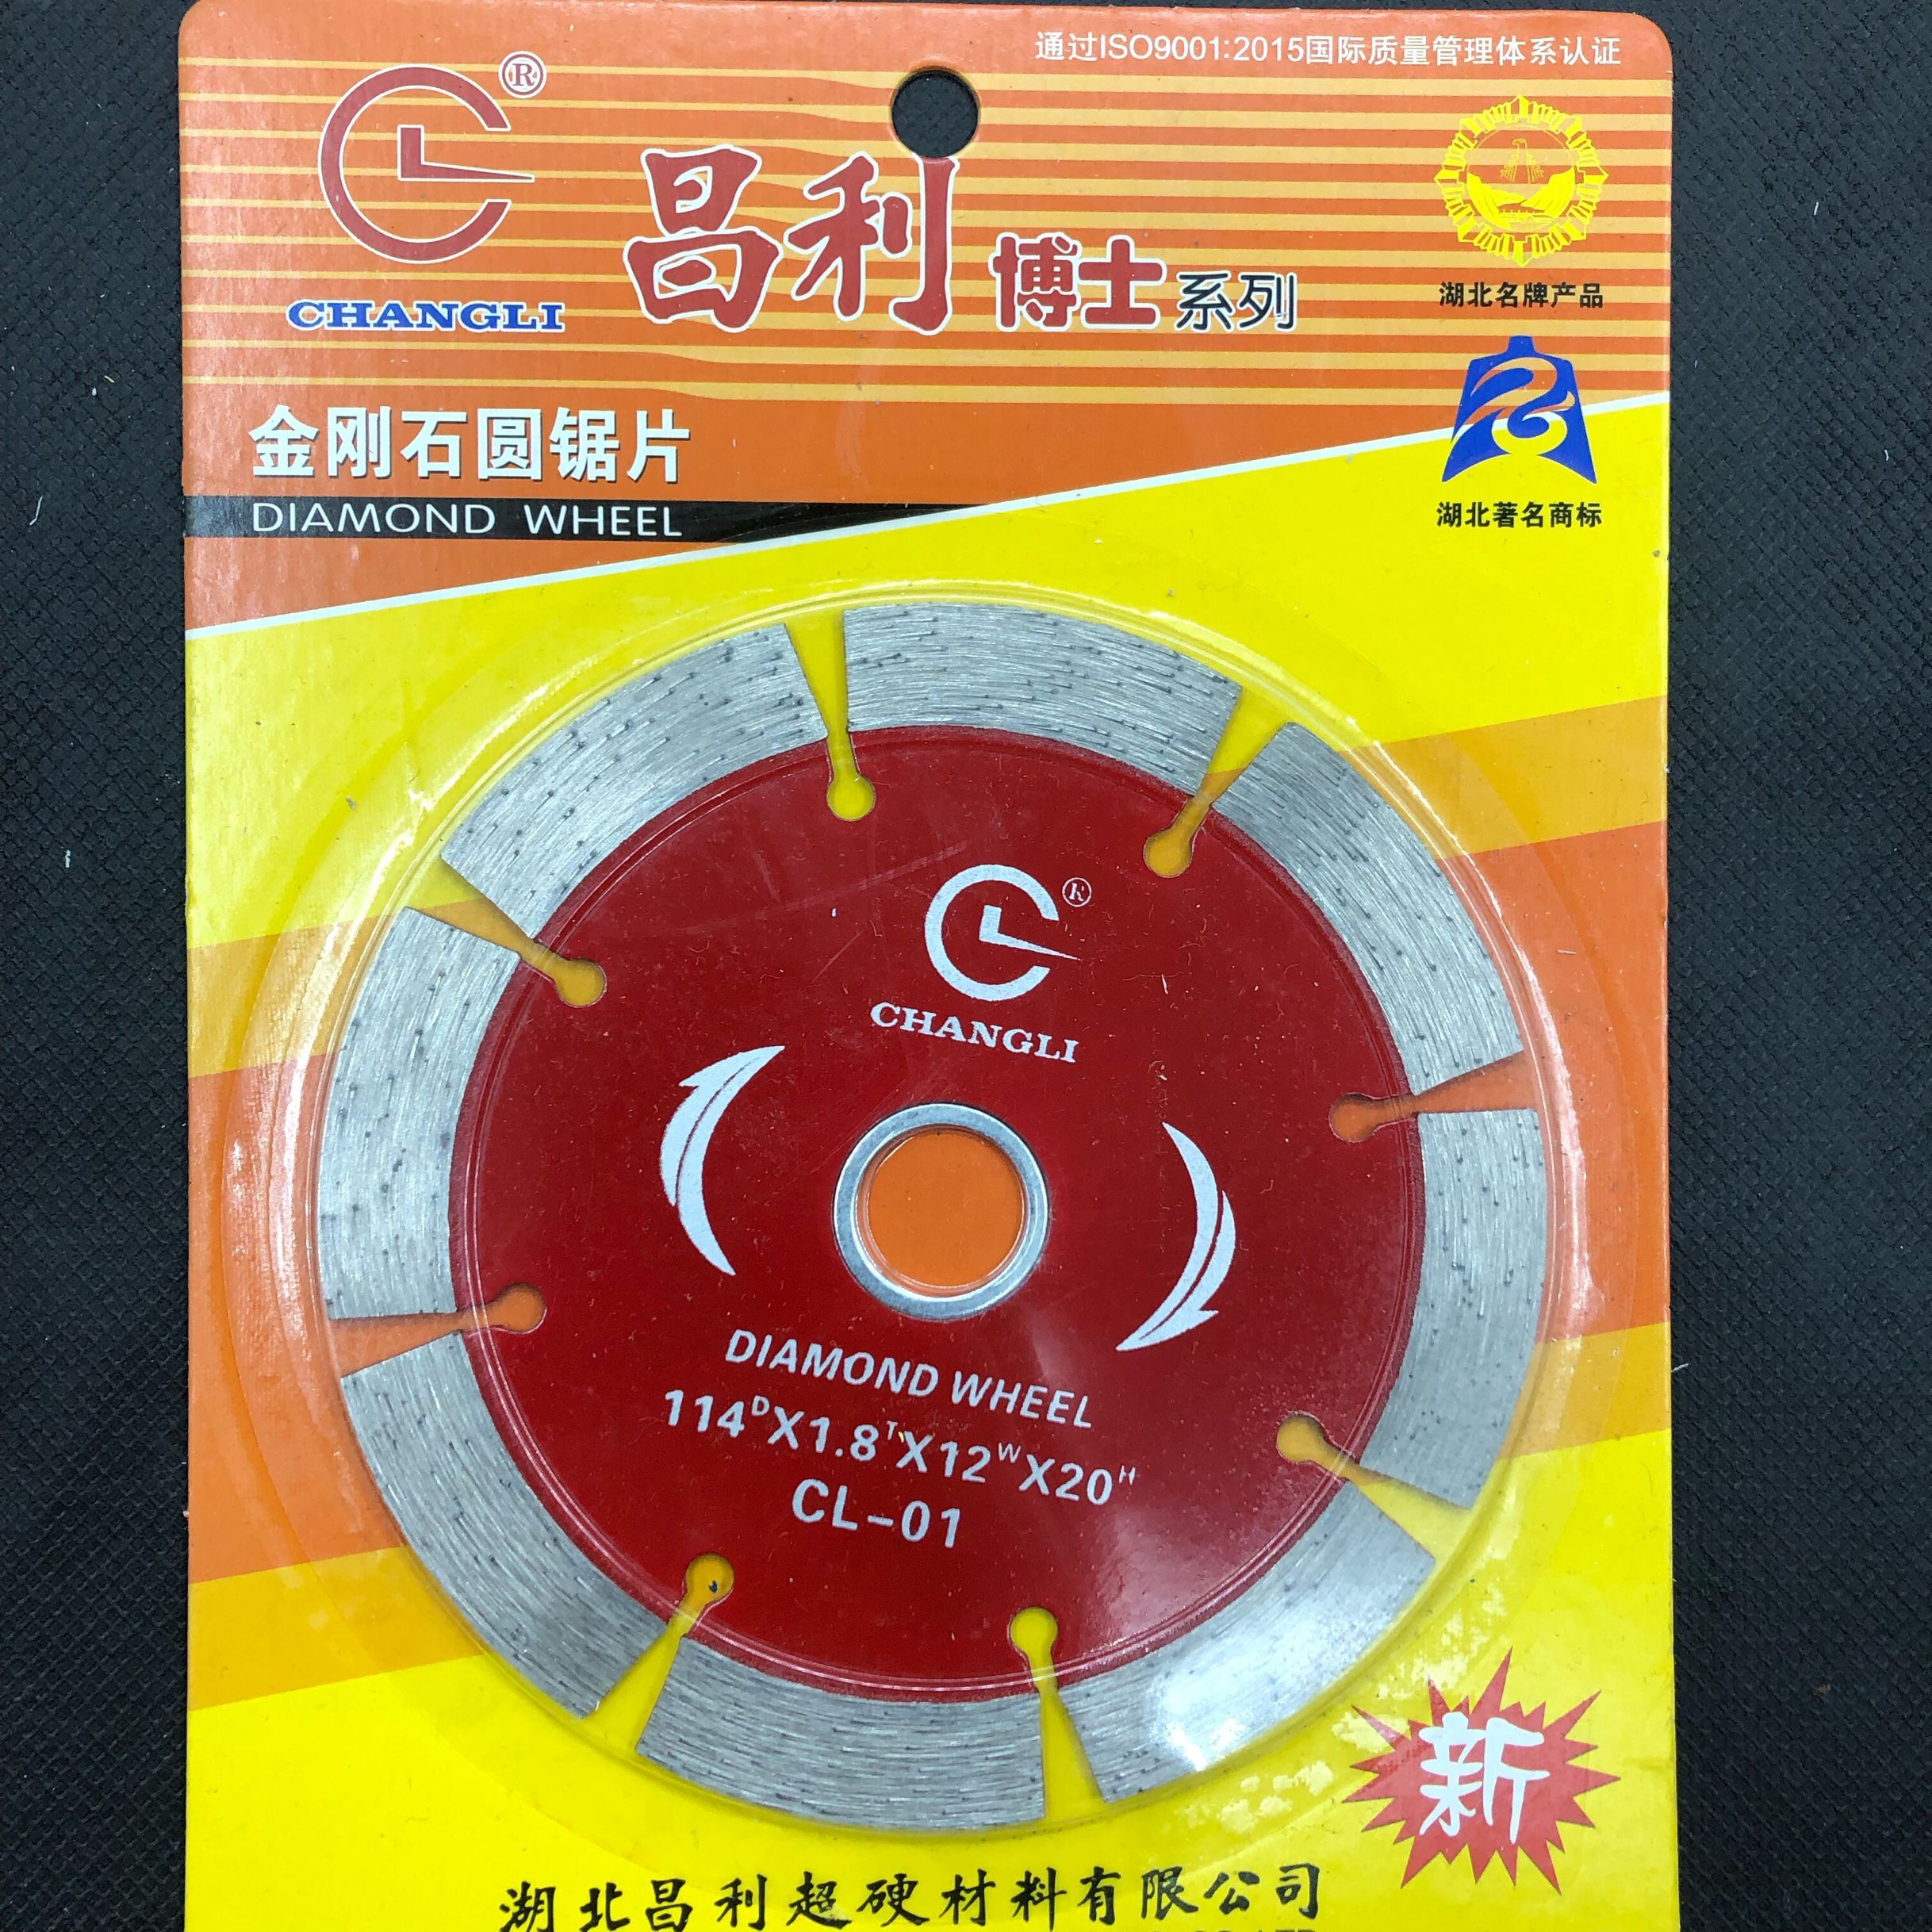 通过ISO9001:2015国际质量管理体系认证
®
CHANGLI
昌利 博士 系列
湖北名牌产品
金刚石圆锯片
DIAMOND WHEEL
湖北著名商标
®
CHANGLI
DIAMOND WHEEL
114ᴰX1.8ᵀX12ᵂX20ᴴ
CL-01
新
湖北昌利超硬材料有限公司